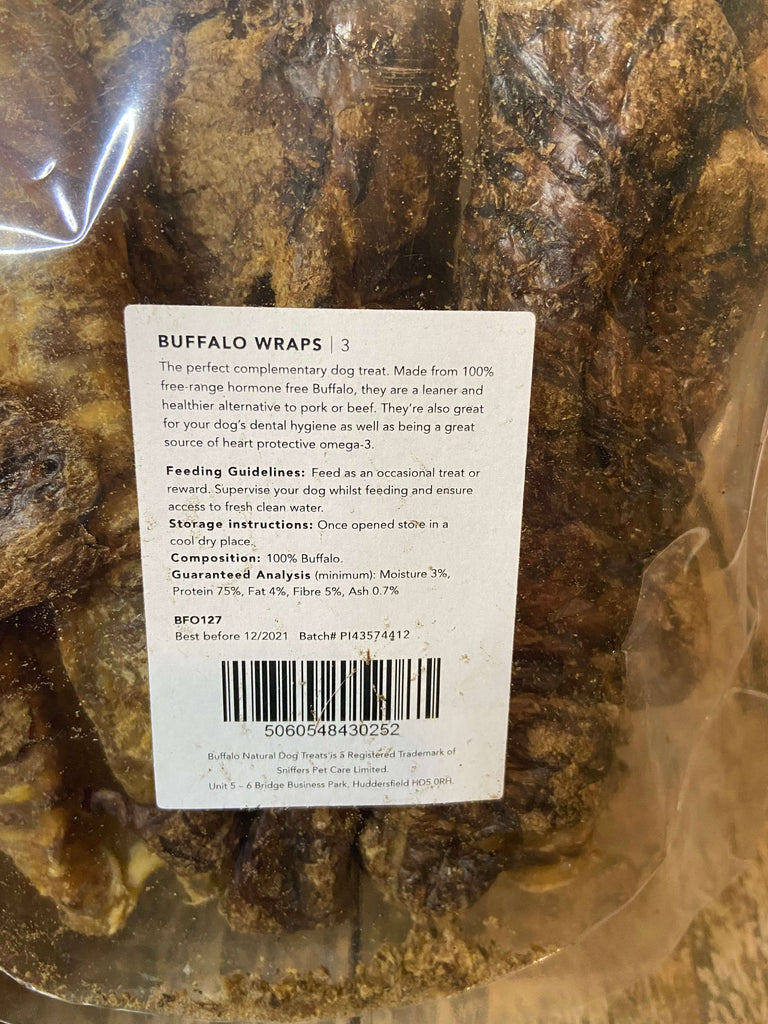 BUFFALO WRAPS | 3
The perfect complementary dog treat. Made from 100%
free-range hormone free Buffalo, they are a leaner and
healthier alternative to pork or beef. They're also great
for your dog's dental hygiene as well as being a great
source of heart protective omega-3.
Feeding Guidelines: Feed as an occasional treat or
reward. Supervise your dog whilst feeding and ensure
access to fresh clean water.
Storage instructions: Once opened store in a
cool dry place.
Composition: 100% Buffalo.
Guaranteed Analysis (minimum): Moisture 3%,
Protein 75%, Fat 4%, Fibre 5%, Ash 0.7%
BFO127
Best before 12/2021 Batch# PI43574412
5060548430252
Buffalo Natural Dog Treats is a Registered Trademark of
Sniffers Pet Care Limited.
Unit 5 – 6 Bridge Business Park, Huddersfield HD5 0RH.